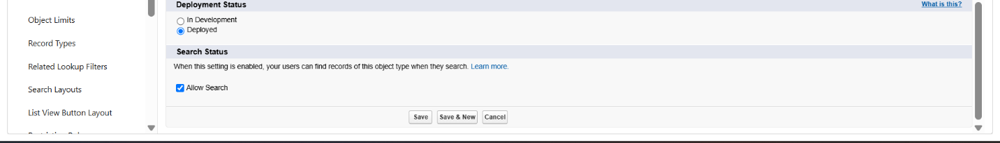 Deployment Status
What is this?
Object Limits
In Development
Deployed
Record Types
Search Status
Related Lookup Filters
When this setting is enabled, your users can find records of this object type when they search. Learn more.
Search Layouts
Allow Search
List View Button Layout
Save
Save & New
Cancel